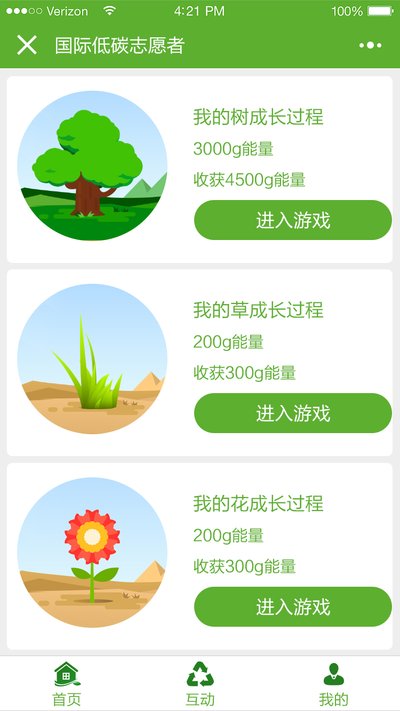 Verizon 4:21 PM 100%
国际低碳志愿者
我的树成长过程
3000g能量
收获4500g能量
进入游戏
我的草成长过程
200g能量
收获300g能量
进入游戏
我的花成长过程
200g能量
收获300g能量
进入游戏
首页 互动 我的